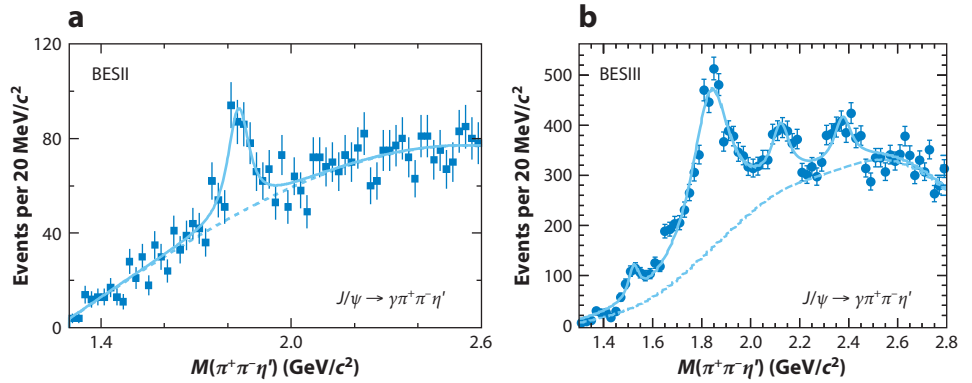 a
120
80
40
0
Events per 20 MeV/c²
BESII
J/ψ → γπ⁺π⁻η′
1.4 2.0 2.6
M(π⁺π⁻η′) (GeV/c²)
b
500
400
300
200
100
0
Events per 20 MeV/c²
BESIII
J/ψ → γπ⁺π⁻η′
1.4 1.6 1.8 2.0 2.2 2.4 2.6 2.8
M(π⁺π⁻η′) (GeV/c²)